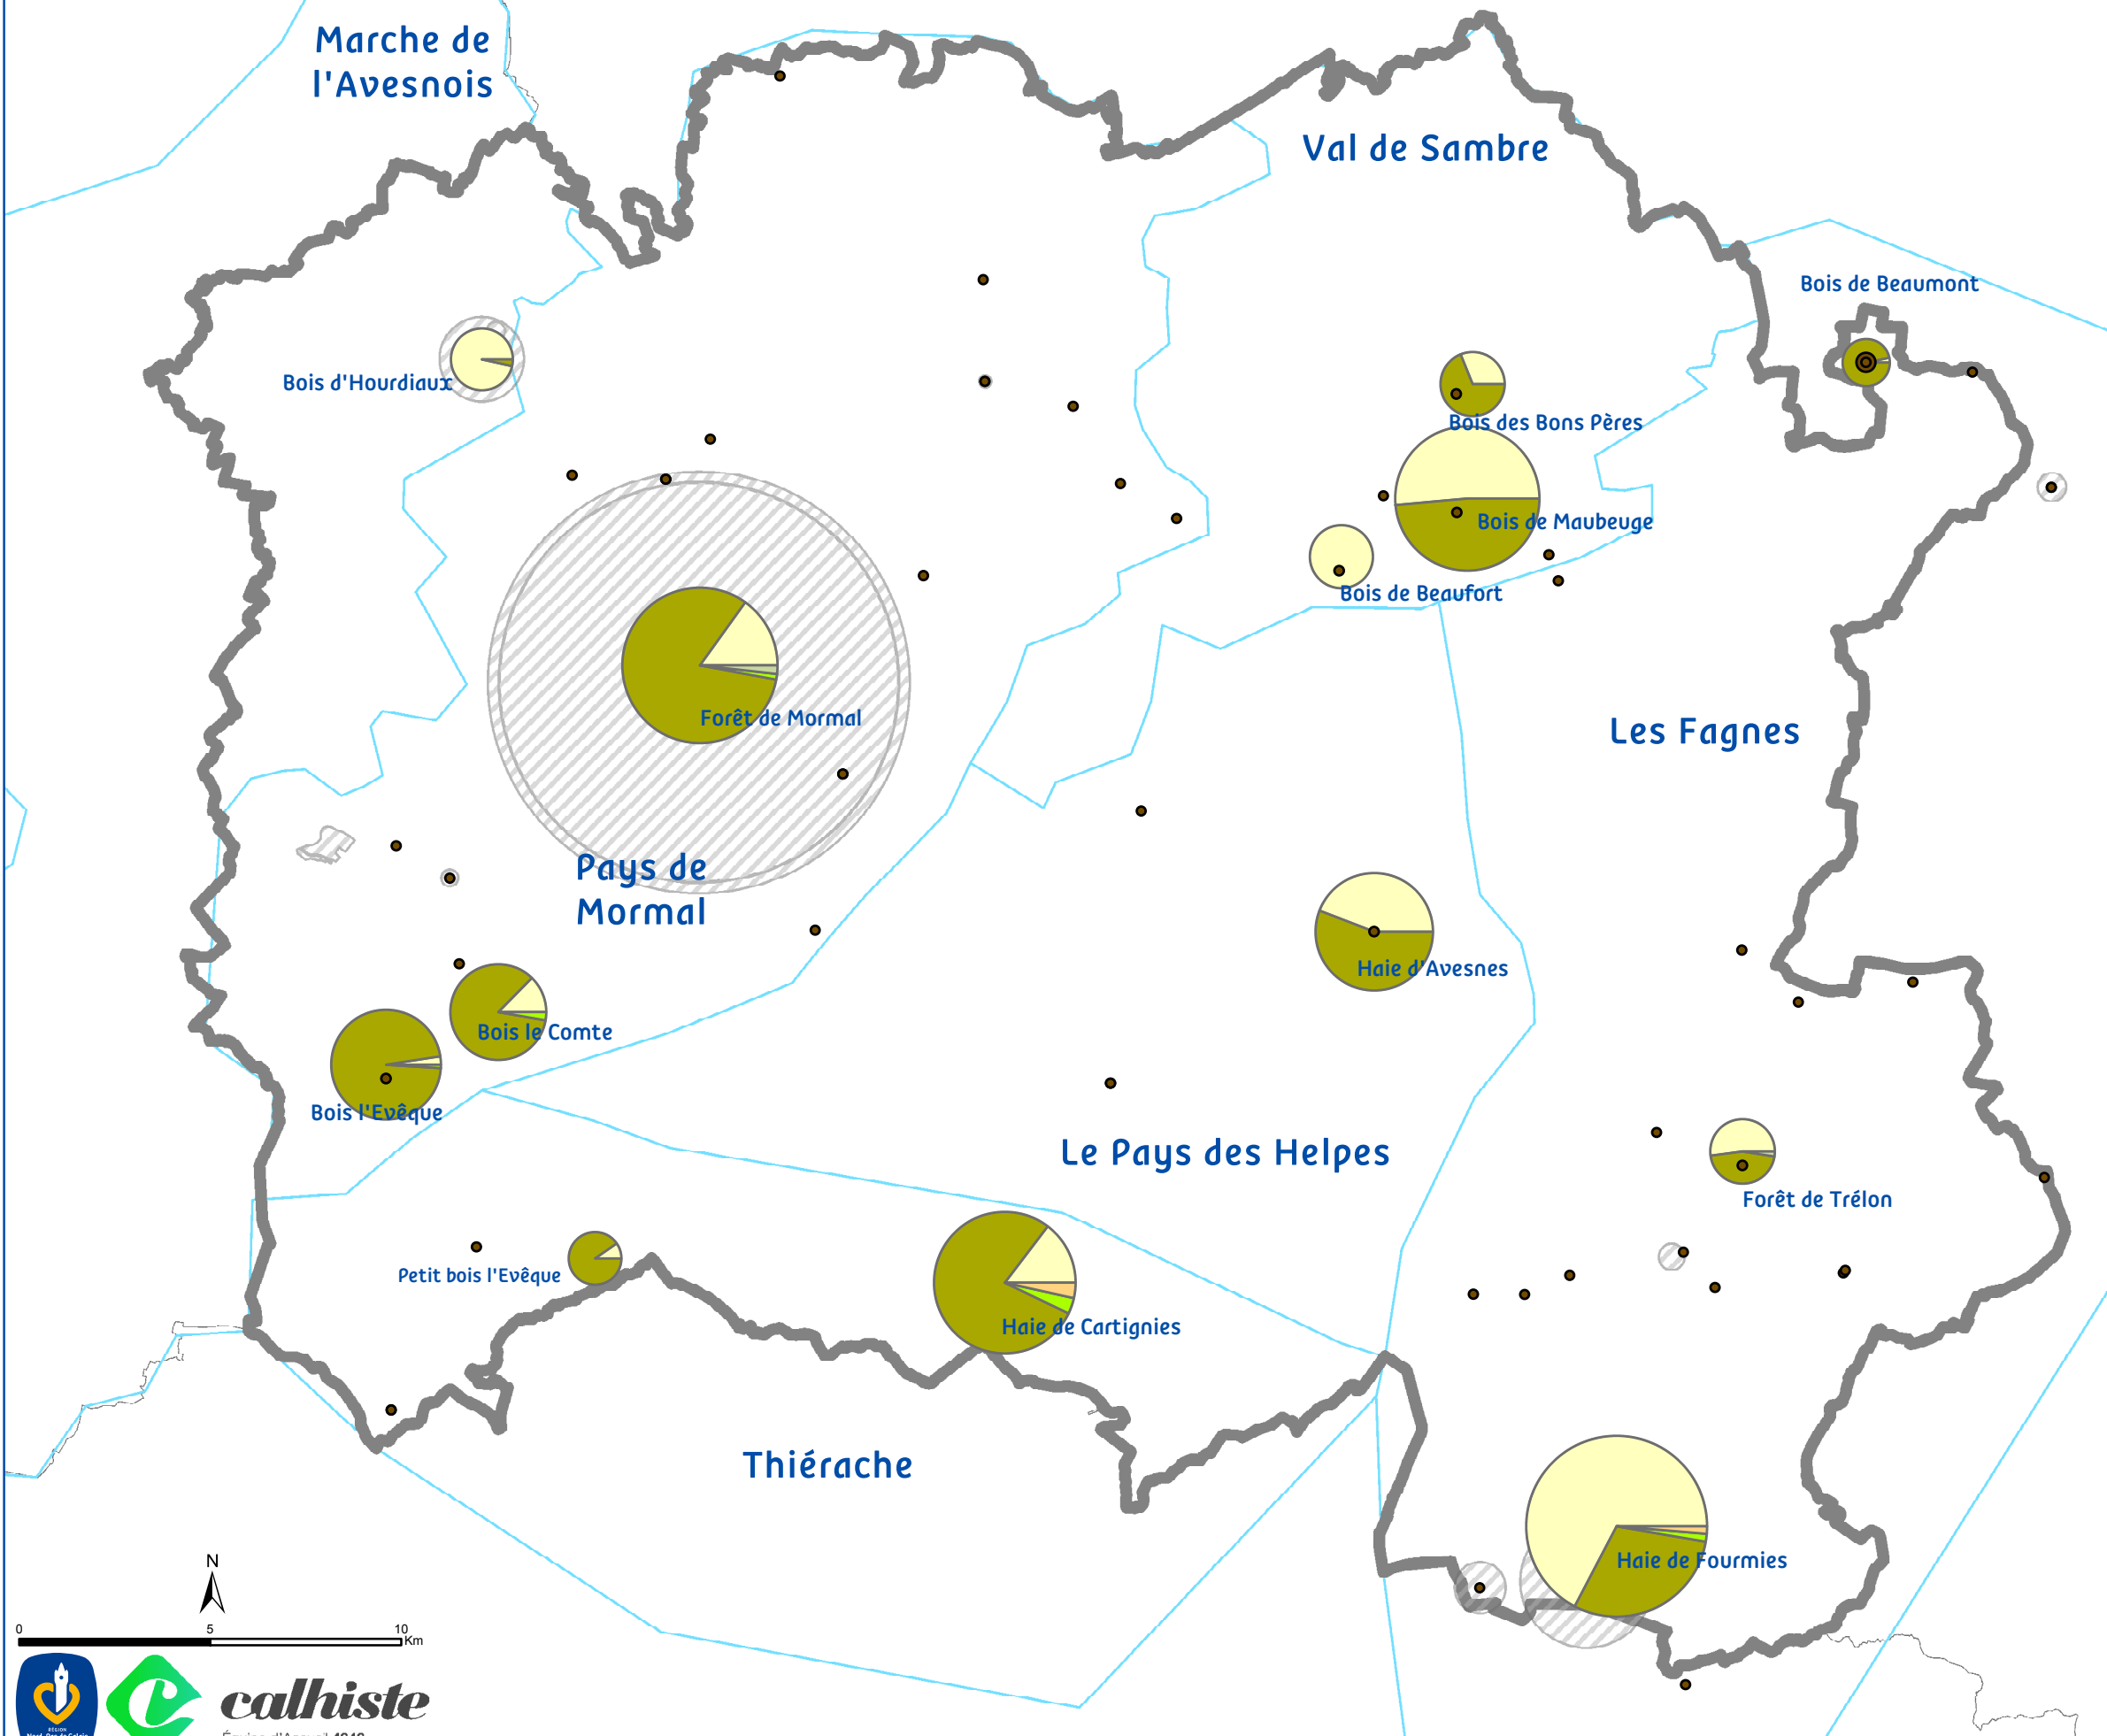 Marche de
l'Avesnois
Val de Sambre
Bois de Beaumont
Bois d'Hourdiaux
Bois des Bons Pères
Bois de Maubeuge
Bois de Beaufort
Forêt de Mormal
Les Fagnes
Pays de
Mormal
Haie d'Avesnes
Bois le Comte
Bois l'Evêque
Le Pays des Helpes
Forêt de Trélon
Petit bois l'Evêque
Haie de Cartignies
Thiérache
Haie de Fourmies
N
0 5 10
Km
calhiste
RÉGION